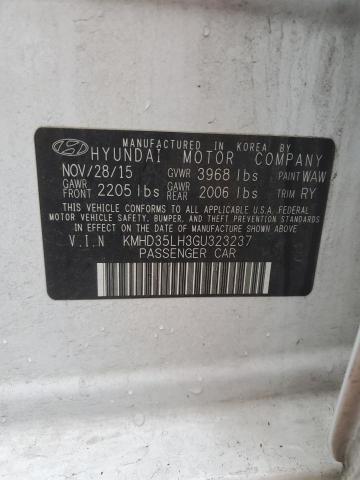 MANUFACTURED IN KOREA BY
HYUNDAI MOTOR COMPANY
NOV/28/15 GVWR 3968 lbs PAINT WAW
GAWR FRONT 2205 lbs GAWR REAR 2006 lbs TRIM RY
THIS VEHICLE CONFORMS TO ALL APPLICABLE U.S.A. FEDERAL
MOTOR VEHICLE SAFETY, BUMPER, AND THEFT PREVENTION STANDARDS
IN EFFECT ON THE DATE OF MANUFACTURE SHOWN ABOVE.
V.I.N KMHD35LH3GU323237
PASSENGER CAR